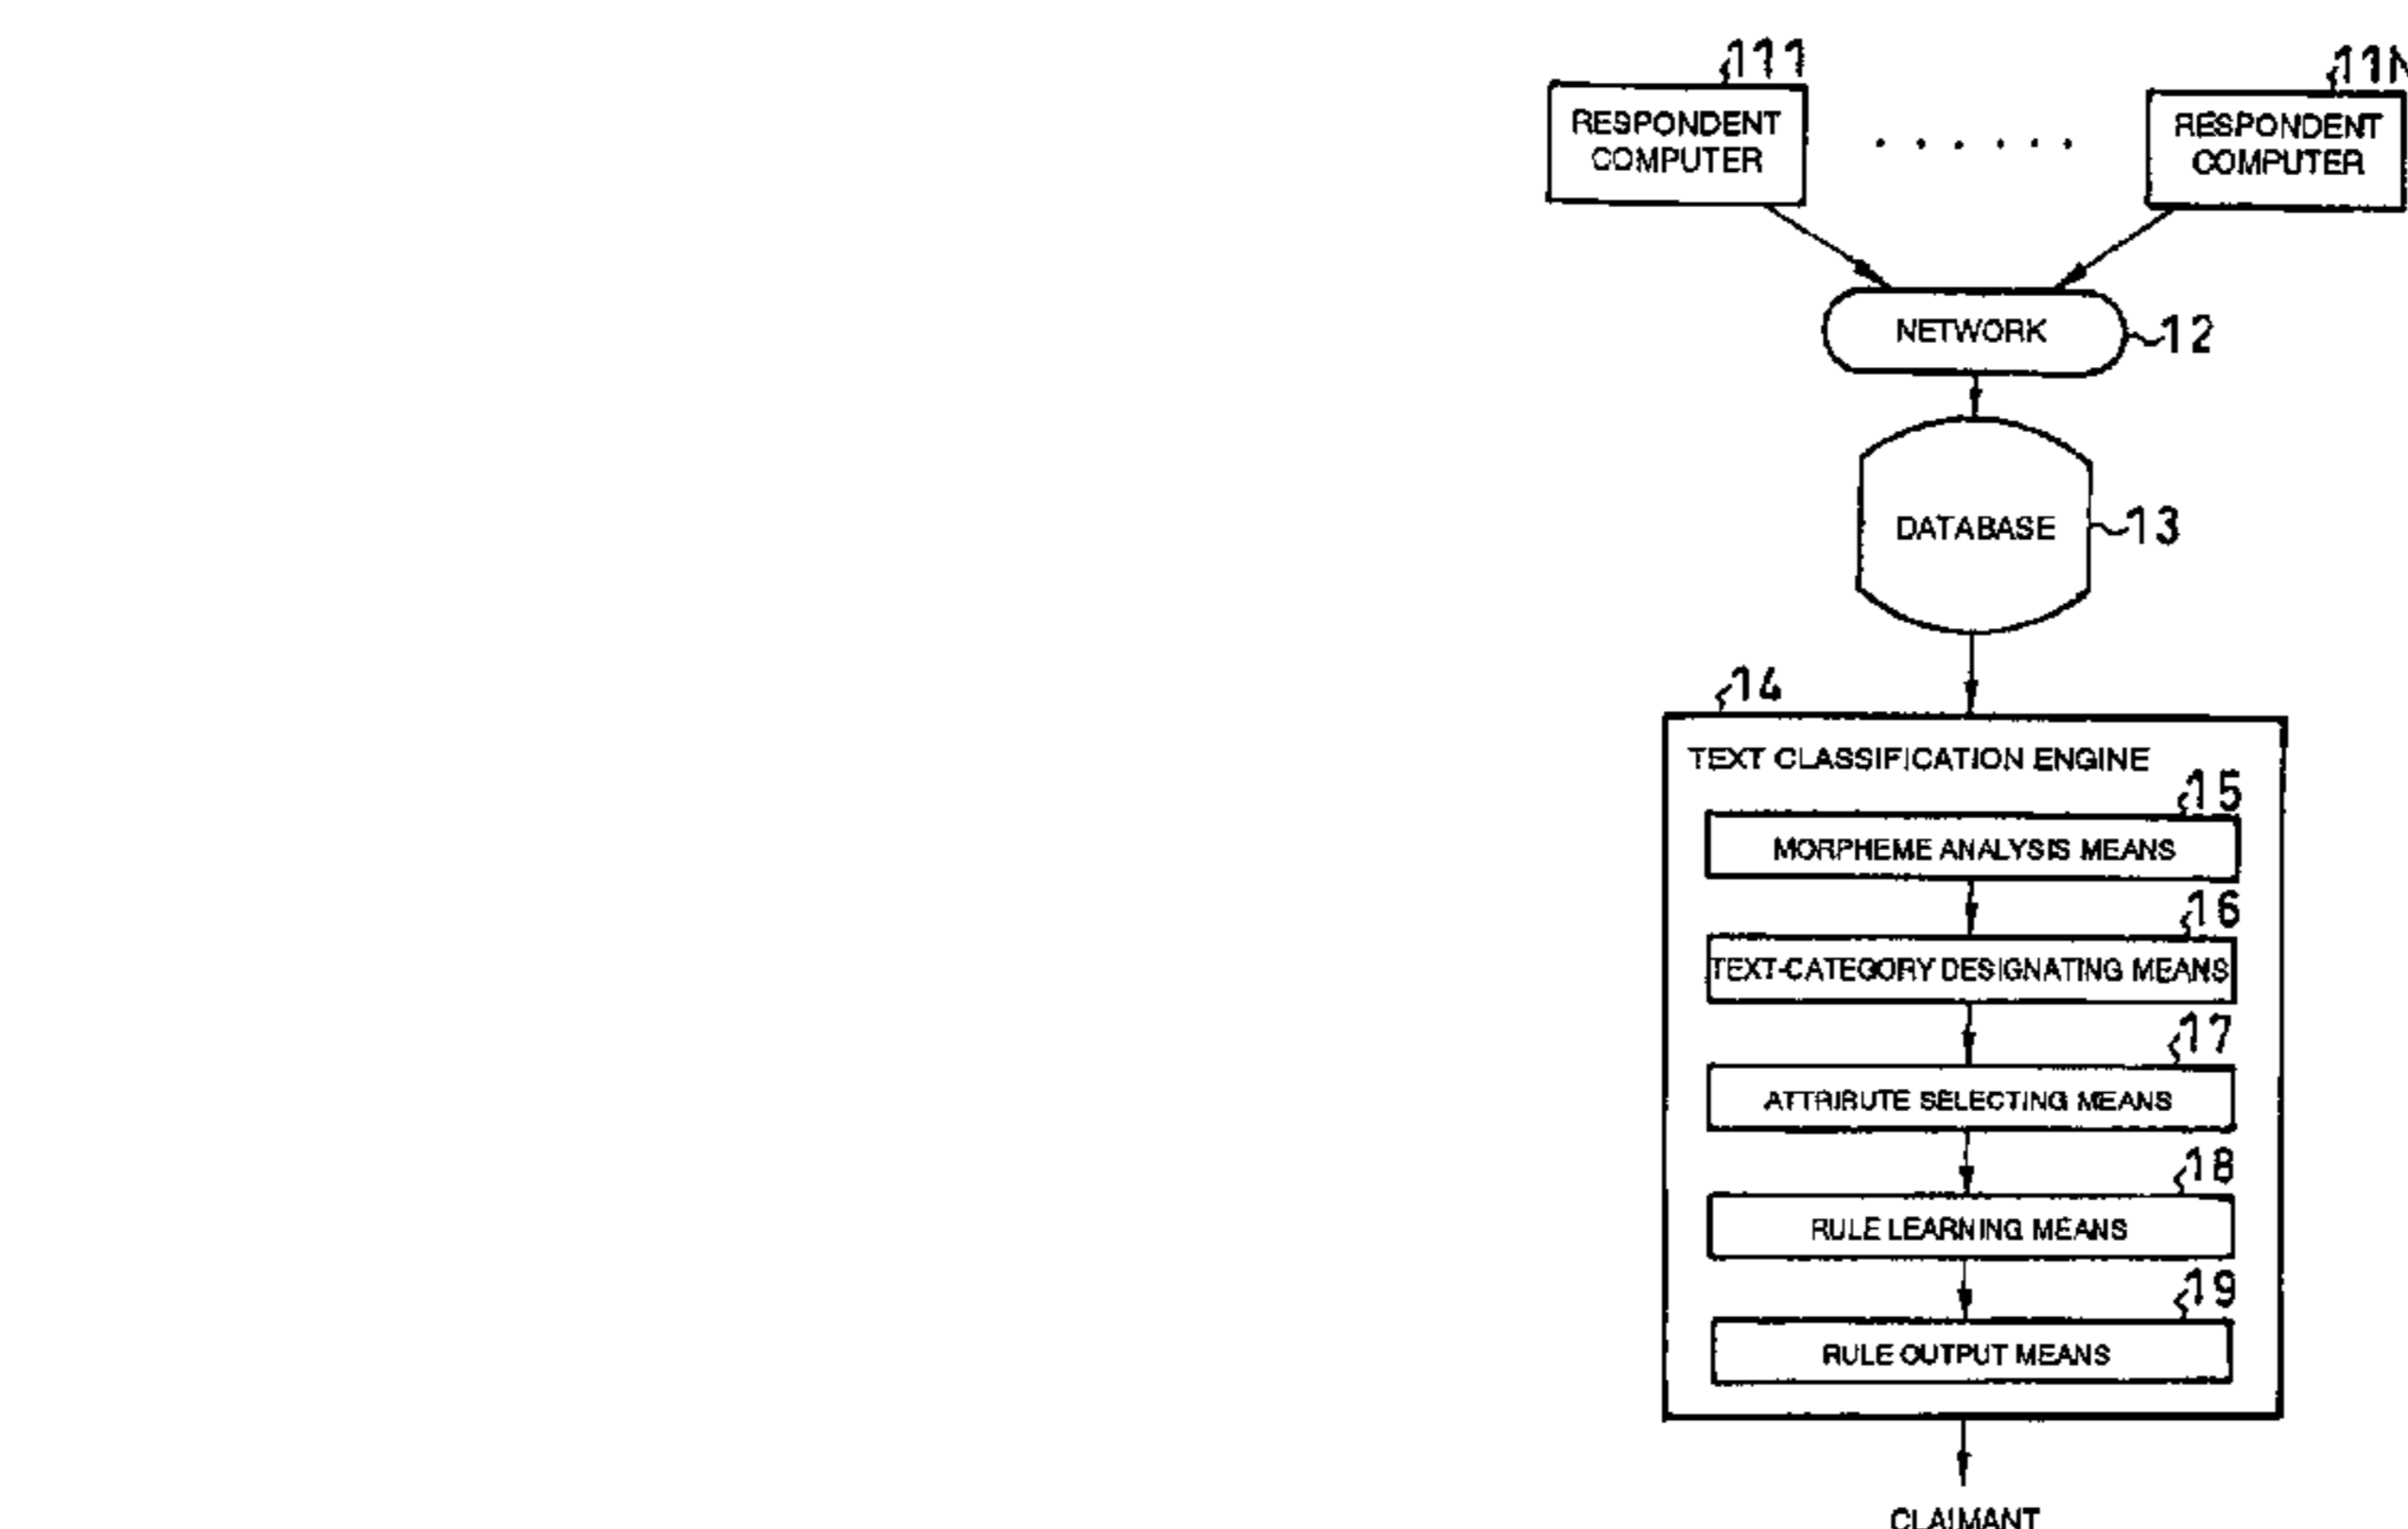 111
11N
RESPONDENT
COMPUTER
RESPONDENT
COMPUTER
NETWORK
12
DATABASE
13
14
TEXT CLASSIFICATION ENGINE
15
MORPHEME ANALYSIS MEANS
16
TEXT-CATEGORY DESIGNATING MEANS
17
ATTRIBUTE SELECTING MEANS
18
RULE LEARNING MEANS
19
RULE OUTPUT MEANS
CLAIMANT